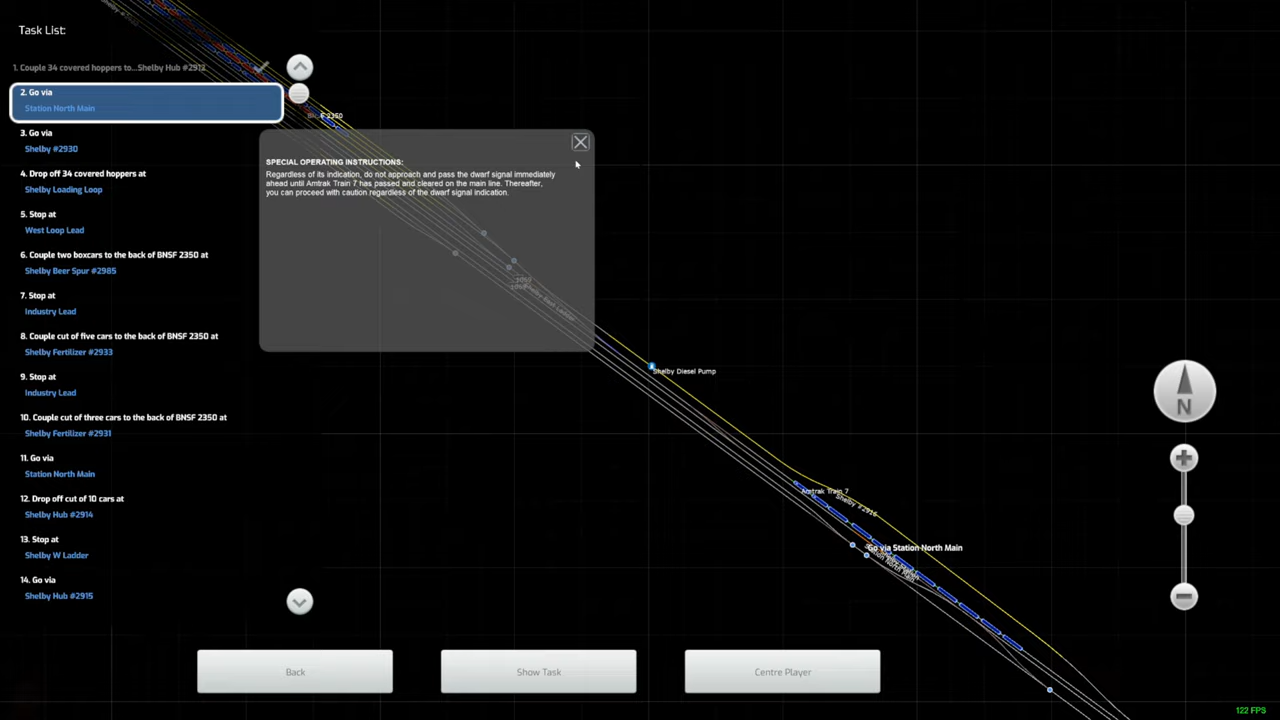 Task List:
1. Couple 34 covered hoppers to...Shelby Hub #2912
2. Go via
Station North Main
3. Go via
Shelby #2930
4. Drop off 34 covered hoppers at
Shelby Loading Loop
5. Stop at
West Loop Lead
6. Couple two boxcars to the back of BNSF 2350 at
Shelby Beer Spur #2985
7. Stop at
Industry Lead
8. Couple cut of five cars to the back of BNSF 2350 at
Shelby Fertilizer #2933
9. Stop at
Industry Lead
10. Couple cut of three cars to the back of BNSF 2350 at
Shelby Fertilizer #2931
11. Go via
Station North Main
12. Drop off cut of 10 cars at
Shelby Hub #2914
13. Stop at
Shelby W Ladder
14. Go via
Shelby Hub #2915
SPECIAL OPERATING INSTRUCTIONS:
Regardless of its indication, do not approach and pass the dwarf signal immediately
ahead until Amtrak Train 7 has passed and cleared on the main line. Thereafter,
you can proceed with caution regardless of the dwarf signal indication.
Shelby East Ladder
Shelby Diesel Pump
Amtrak Train 7
Shelby #2916
Go via Station North Main
Station North Main
N
Back
Show Task
Centre Player
122 FPS